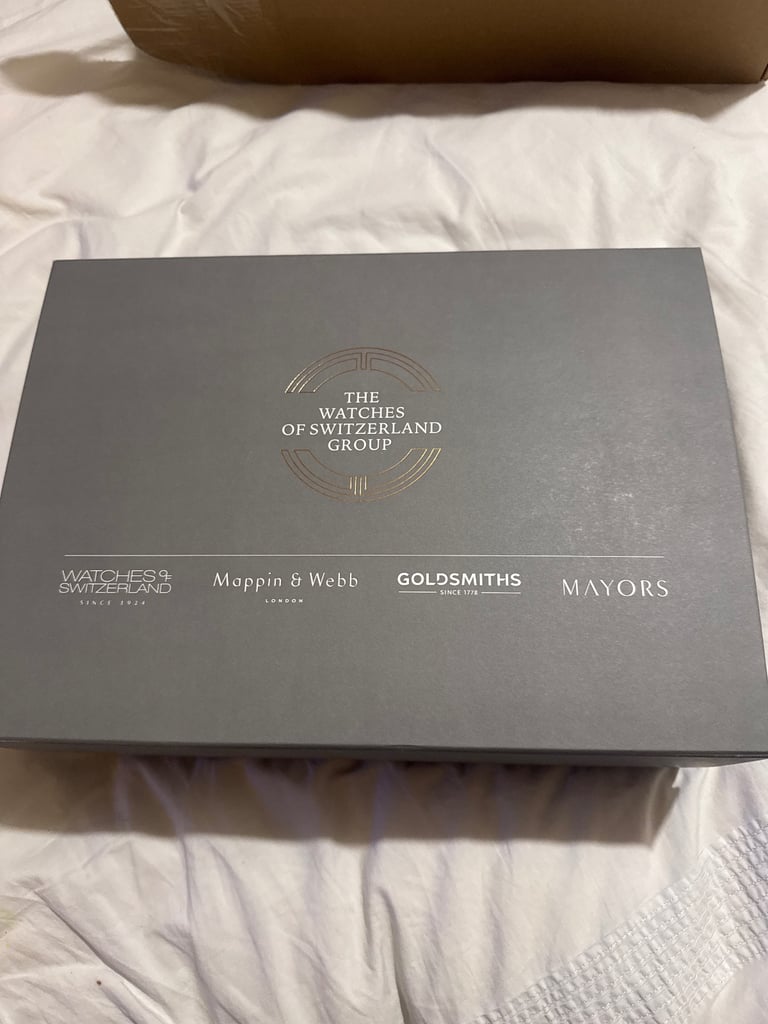 THE
WATCHES
OF SWITZERLAND
GROUP
WATCHES OF
SWITZERLAND
SINCE 1924
Mappin & Webb
LONDON
GOLDSMITHS
SINCE 1778
MAYORS